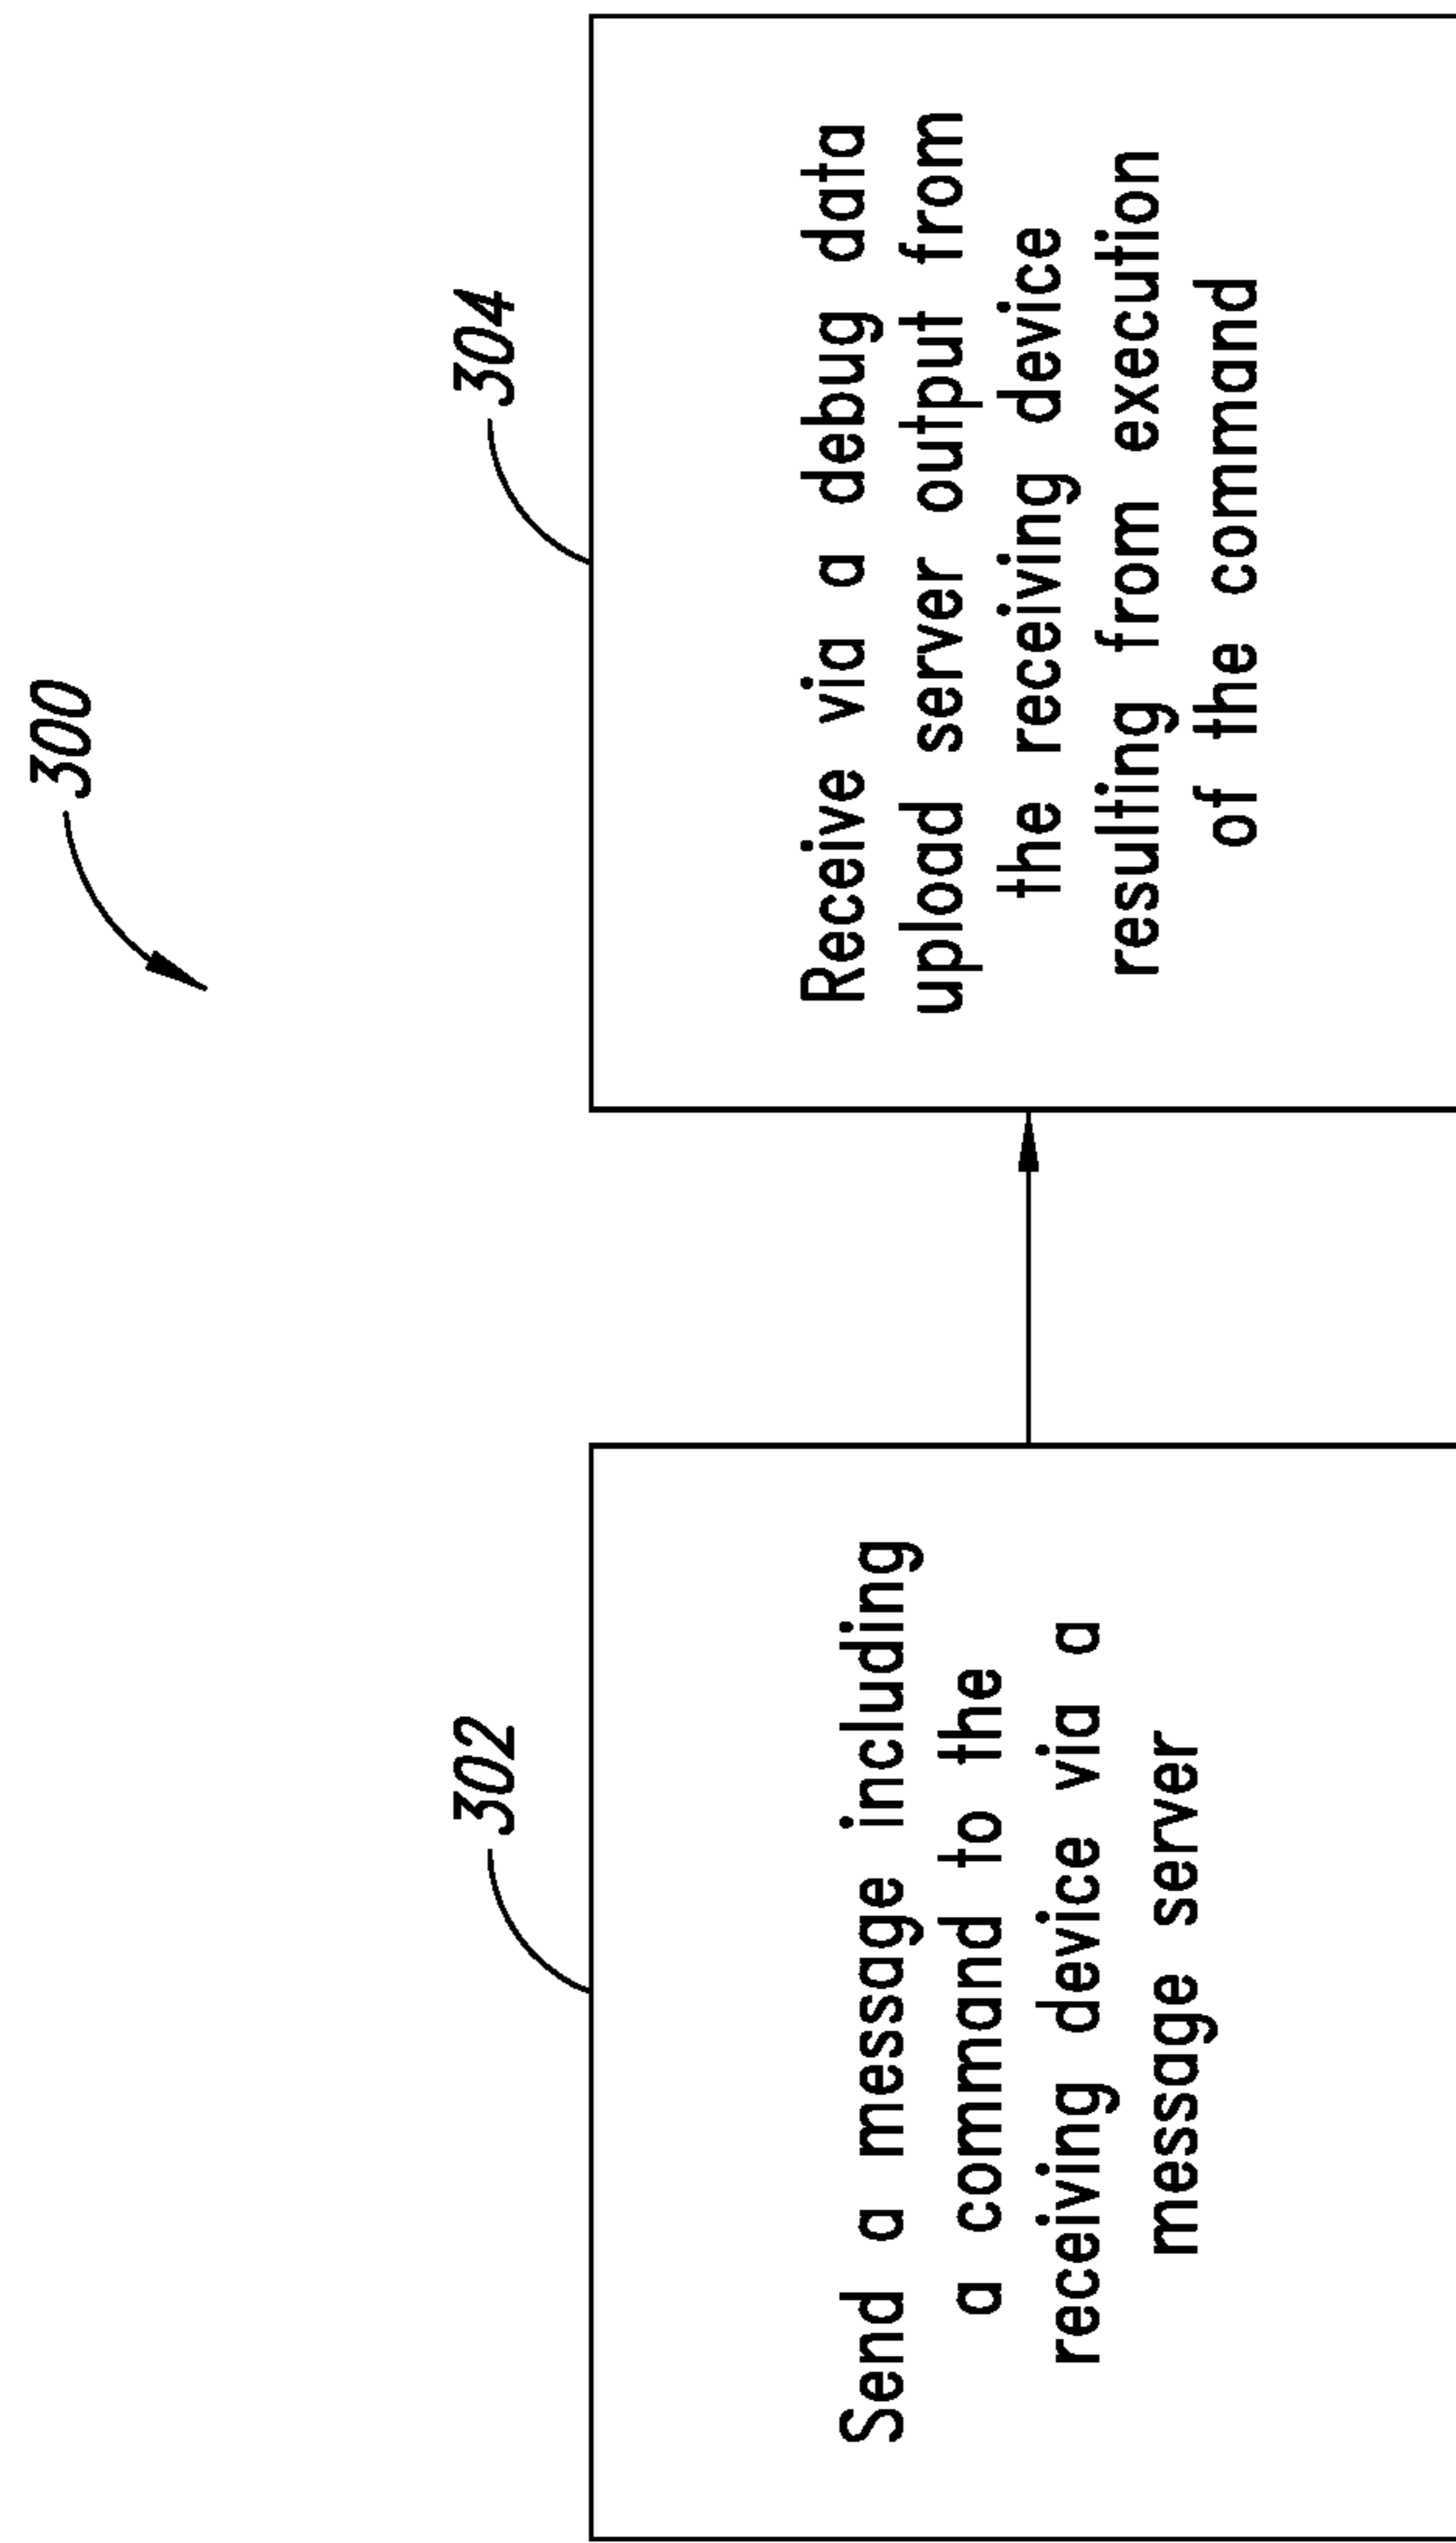 300
302
Send a message including
a command to the
receiving device via a
message server
304
Receive via a debug data
upload server output from
the receiving device
resulting from execution
of the command